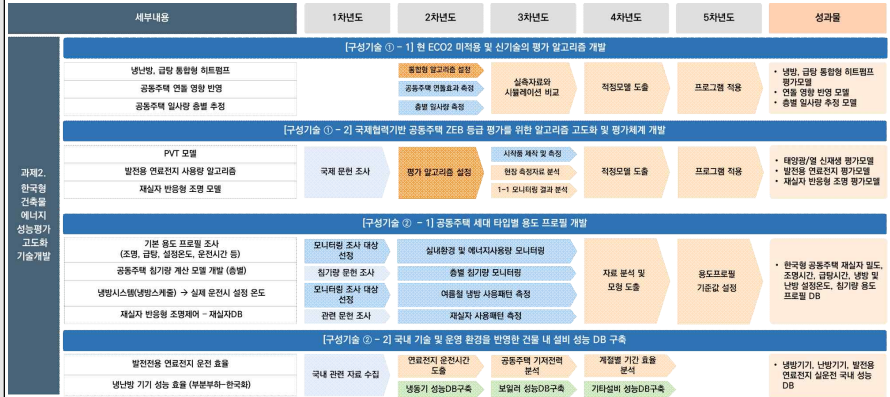 세부내용 1차년도 2차년도 3차년도 4차년도 5차년도 성과물
과제2.
한국형
건축물
에너지
성능평가
고도화
기술개발
[구성기술 ① - 1] 현 ECO2 미적용 및 신기술의 평가 알고리즘 개발
냉난방, 급탕 통합형 히트펌프
공동주택 연돌 영향 반영
공동주택 일사량 층별 추정
통합형 알고리즘 설정
공동주택 연돌효과 측정
층별 일사량 측정
실측자료와
시뮬레이션 비교
적정모델 도출
프로그램 적용
• 냉방, 급탕 통합형 히트펌프
평가모델
• 연돌 영향 반영 모델
• 층별 일사량 추정 모델
[구성기술 ① - 2] 국제협력기반 공동주택 ZEB 등급 평가를 위한 알고리즘 고도화 및 평가체계 개발
PVT 모델
발전용 연료전지 사용량 알고리즘
재실자 반응형 조명 모델
국제 문헌 조사
평가 알고리즘 설정
시작품 제작 및 측정
현장 측정자료 분석
1-1 모니터링 결과 분석
적정모델 도출
프로그램 적용
• 태양광/열 신재생 평가모델
• 발전용 연료전지 평가모델
• 재실자 반응형 조명 평가모델
[구성기술 ② - 1] 공동주택 세대 타입별 용도 프로필 개발
기본 용도 프로필 조사
(조명, 급탕, 설정온도, 운전시간 등)
공동주택 침기량 계산 모델 개발 (층별)
냉방시스템(냉방스케줄) → 실제 운전시 설정 온도
재실자 반응형 조명제어 - 재실자DB
모니터링 조사 대상
선정
침기량 문헌 조사
모니터링 조사 대상
선정
관련 문헌 조사
실내환경 및 에너지사용량 모니터링
층별 침기량 모니터링
여름철 냉방 사용패턴 측정
재실자 사용패턴 측정
자료 분석 및
모형 도출
용도프로필
기준값 설정
• 한국형 공동주택 재실자 밀도,
조명시간, 급탕시간, 냉방 및
난방 설정온도, 침기량 용도
프로필 DB
[구성기술 ② - 2] 국내 기술 및 운영 환경을 반영한 건물 내 설비 성능 DB 구축
발전전용 연료전지 운전 효율
냉난방 기기 성능 효율 (부분부하-한국화)
국내 관련 자료 수집
연료전지 운전시간
도출
냉동기 성능DB구축
공동주택 기저전력
분석
보일러 성능DB구축
계절별 기간 효율
분석
기타설비 성능DB구축
• 냉방기기, 난방기기, 발전용
연료전지 실운전 국내 성능
DB